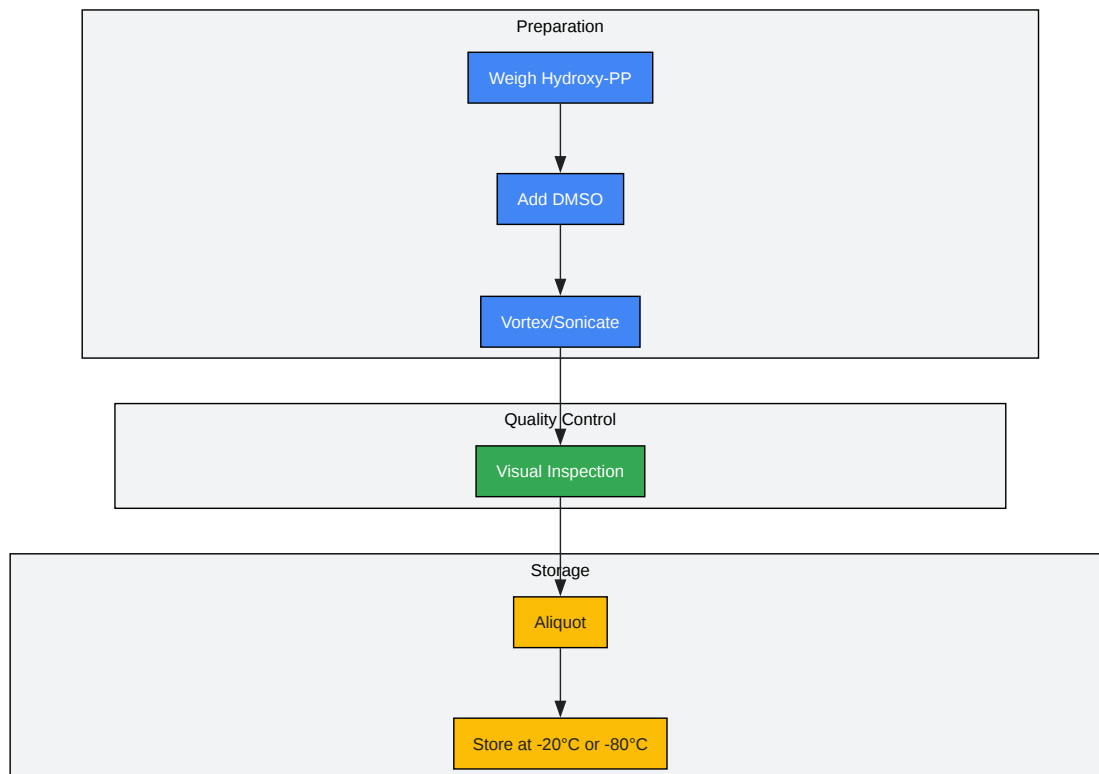 Preparation
Weigh Hydroxy-PP
Add DMSO
Vortex/Sonicate
Quality Control
Visual Inspection
Storage
Aliquot
Store at -20°C or -80°C